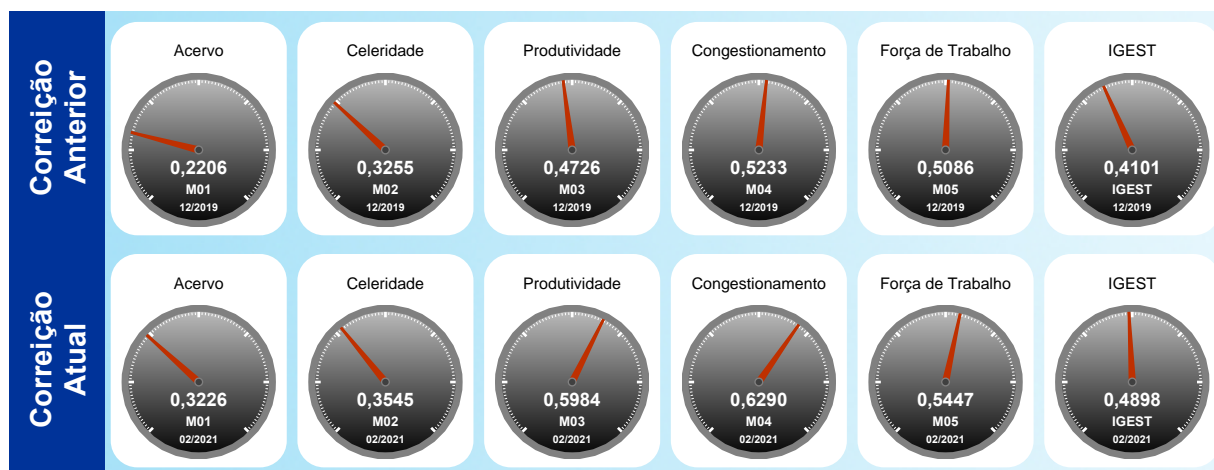 Correição
Anterior
Acervo
0,2206
M01
12/2019
Celeridade
0,3255
M02
12/2019
Produtividade
0,4726
M03
12/2019
Congestionamento
0,5233
M04
12/2019
Força de Trabalho
0,5086
M05
12/2019
IGEST
0,4101
IGEST
12/2019
Correição
Atual
Acervo
0,3226
M01
02/2021
Celeridade
0,3545
M02
02/2021
Produtividade
0,5984
M03
02/2021
Congestionamento
0,6290
M04
02/2021
Força de Trabalho
0,5447
M05
02/2021
IGEST
0,4898
IGEST
02/2021